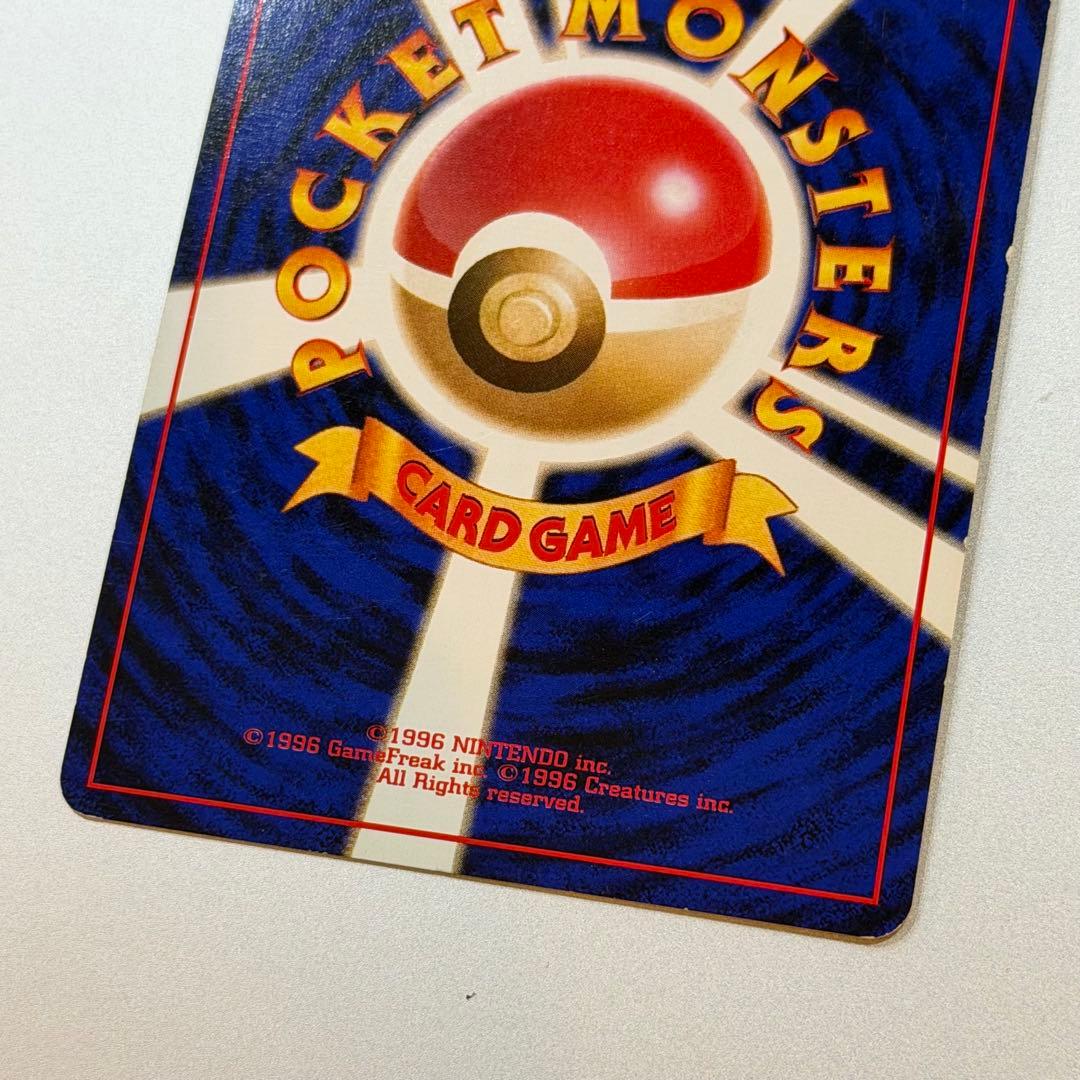 POCKET MONSTERS
CARD GAME
©1996 NINTENDO inc.
©1996 GameFreak inc. ©1996 Creatures inc.
All Rights reserved.